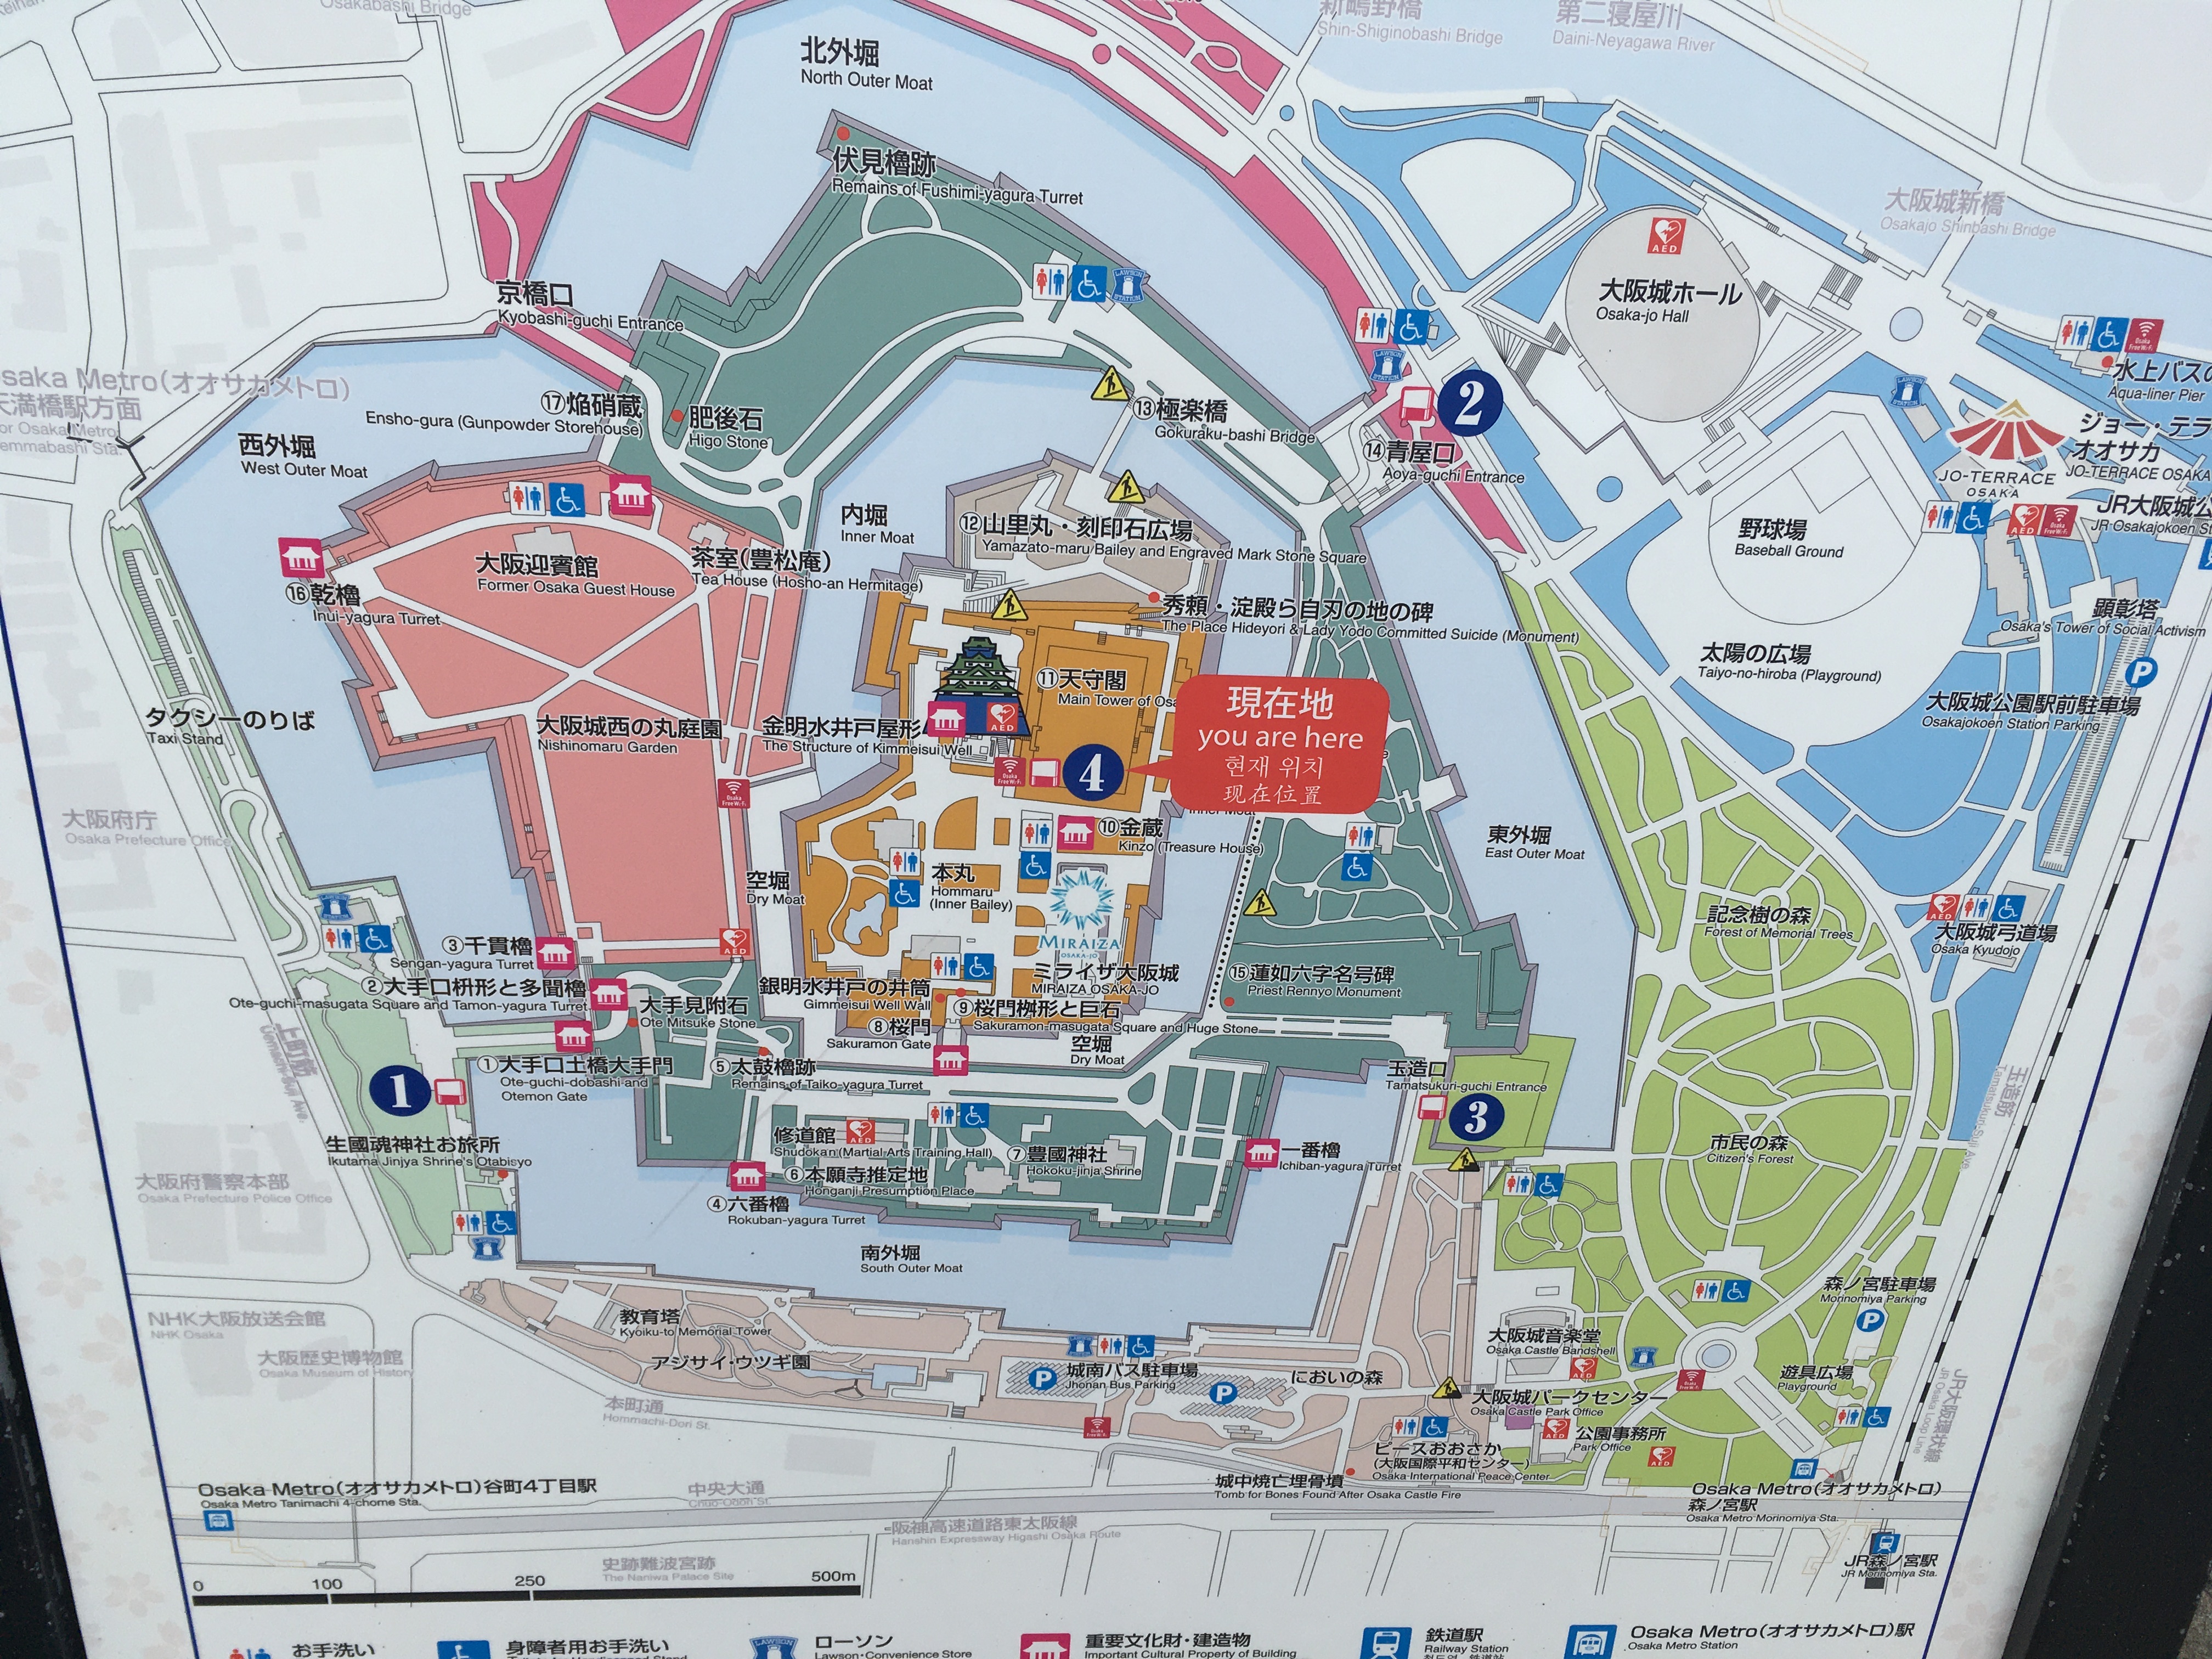 Osakabashi Bridge
新鴫野橋
Shin-Shiginobashi Bridge
第二寝屋川
Daini-Neyagawa River
北外堀
North Outer Moat
伏見櫓跡
Remains of Fushimi-yagura Turret
大阪城新橋
Osakajo Shinbashi Bridge
AED
大阪城ホール
Osaka-jo Hall
京橋口
Kyobashi-guchi Entrance
LAWSON STATION
水上バスの
Aqua-liner Pier
saka Metro(オオサカメトロ)
天満橋駅方面
or Osaka Metro
emmabashi Sta.
⑰焔硝蔵
Ensho-gura (Gunpowder Storehouse)
肥後石
Higo Stone
⑬極楽橋
Gokuraku-bashi Bridge
2
⑭青屋口
Aoya-guchi Entrance
ジョー・テラ
オオサカ
JO-TERRACE OSAKA
JO-TERRACE
OSAKA
JR大阪城公
JR Osakajokoen St
西外堀
West Outer Moat
内堀
Inner Moat
⑫山里丸・刻印石広場
Yamazato-maru Bailey and Engraved Mark Stone Square
野球場
Baseball Ground
大阪迎賓館
Former Osaka Guest House
茶室(豊松庵)
Tea House (Hosho-an Hermitage)
⑯乾櫓
Inui-yagura Turret
秀頼・淀殿ら自刃の地の碑
The Place Hideyori & Lady Yodo Committed Suicide (Monument)
顕彰塔
Osaka's Tower of Social Activism
太陽の広場
Taiyo-no-hiroba (Playground)
⑪天守閣
Main Tower of Osa
現在地
you are here
현재 위치
现在位置
P
大阪城公園駅前駐車場
Osakajokoen Station Parking
タクシーのりば
Taxi Stand
大阪城西の丸庭園
Nishinomaru Garden
金明水井戸屋形
The Structure of Kimmeisui Well
AED
Osaka Free Wi-Fi
4
Inner Moat
大阪府庁
Osaka Prefecture Office
⑩金蔵
Kinzo (Treasure House)
東外堀
East Outer Moat
空堀
Dry Moat
本丸
Hommaru
(Inner Bailey)
MIRAIZA
OSAKA-JO
ミライザ大阪城
MIRAIZA OSAKA-JO
記念樹の森
Forest of Memorial Trees
大阪城弓道場
Osaka Kyudojo
③千貫櫓
Sengan-yagura Turret
AED
②大手口枡形と多聞櫓
Ote-guchi-masugata Square and Tamon-yagura Turret
大手見附石
Ote Mitsuke Stone
銀明水井戸の井筒
Gimmeisui Well Wall
⑨桜門桝形と巨石
Sakuramon-masugata Square and Huge Stone
⑧桜門
Sakuramon Gate
空堀
Dry Moat
⑮蓮如六字名号碑
Priest Rennyo Monument
上町筋
Uemachi-suji Ave.
①大手口土橋大手門
Ote-guchi-dobashi and
Otemon Gate
⑤太鼓櫓跡
Remains of Taiko-yagura Turret
玉造口
Tamatsukuri-guchi Entrance
玉造筋
Tamatsukuri-Suji Ave.
1
3
生國魂神社お旅所
Ikutama Jinjya Shrine's Otabisyo
修道館
AED
Shudokan (Martial Arts Training Hall)
⑦豊國神社
Hokoku-jinja Shrine
一番櫓
Ichiban-yagura Turret
市民の森
Citizen's Forest
大阪府警察本部
Osaka Prefecture Police Office
⑥本願寺推定地
Honganji Presumption Place
④六番櫓
Rokuban-yagura Turret
南外堀
South Outer Moat
NHK大阪放送会館
NHK Osaka
大阪歴史博物館
Osaka Museum of History
教育塔
Kyoiku-to Memorial Tower
アジサイ・ウツギ園
P
城南バス駐車場
Jhonan Bus Parking
P
においの森
大阪城音楽堂
Osaka Castle Bandshell
森ノ宮駐車場
Morinomiya Parking
P
遊具広場
Playground
JR大阪環状線
JR Osaka Loop Line
本町通
Hommachi-Dori St.
大阪城パークセンター
Osaka Castle Park Office
公園事務所
Park Office
ピースおおさか
(大阪国際平和センター)
Osaka International Peace Center
城中焼亡埋骨墳
Tomb for Bones Found After Osaka Castle Fire
Osaka Metro(オオサカメトロ)谷町4丁目駅
Osaka Metro Tanimachi 4-chome Sta.
中央大通
Chuo-Odori St.
Osaka Metro(オオサカメトロ)
森ノ宮駅
Osaka Metro Morinomiya Sta.
阪神高速道路東大阪線
Hanshin Expressway Higashi Osaka Route
史跡難波宮跡
The Naniwa Palace Site
JR森ノ宮駅
JR Morinomiya Sta.
0 100 250 500m
お手洗い
身障者用お手洗い
ローソン
Lawson・Convenience Store
重要文化財・建造物
Important Cultural Property of Building
鉄道駅
Railway Station
Osaka Metro(オオサカメトロ)駅
Osaka Metro Station